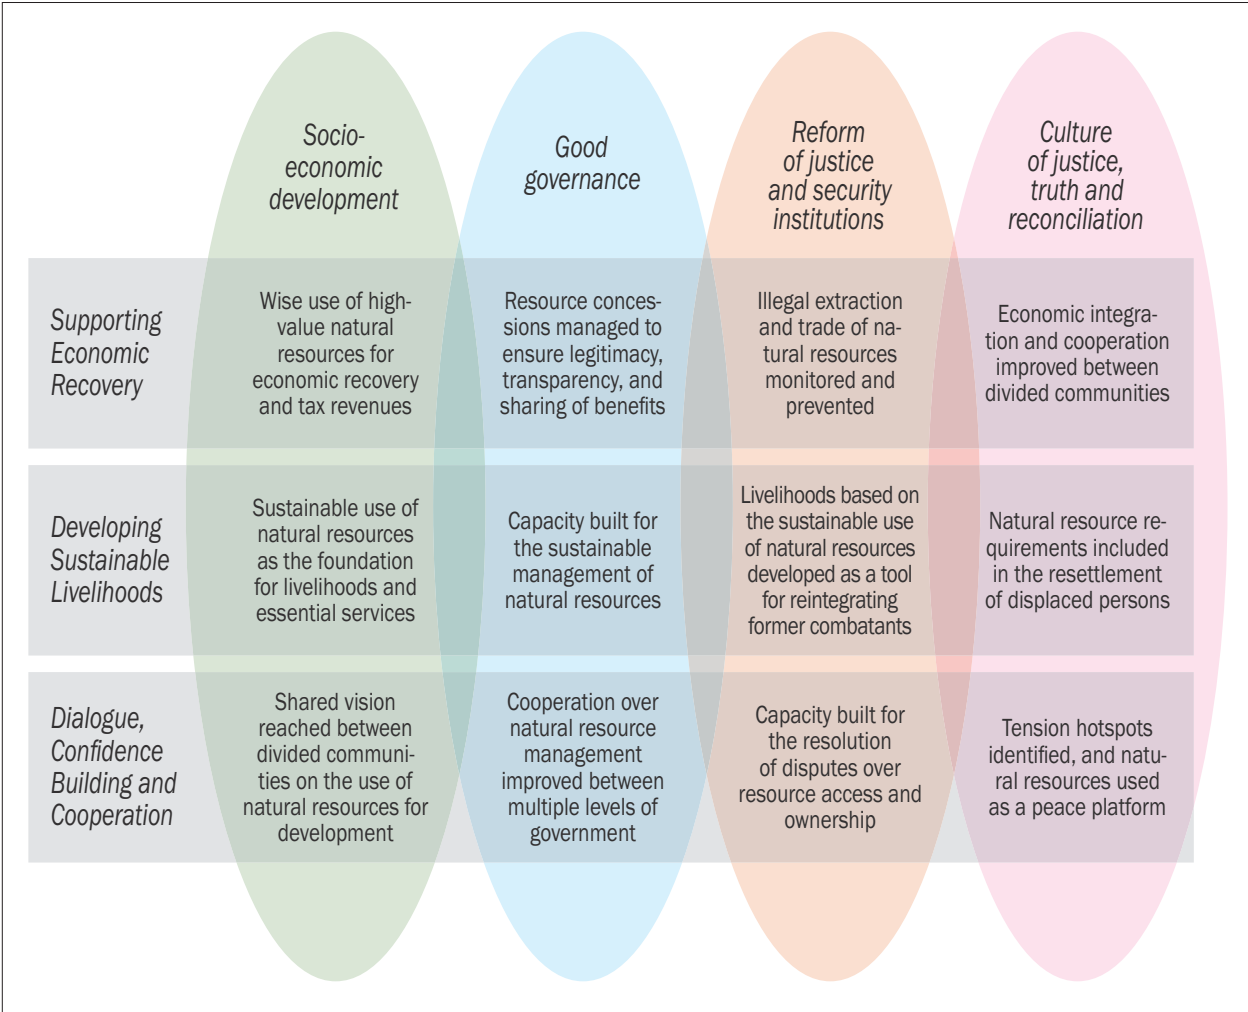 Socio-
economic
development
Good
governance
Reform
of justice
and security
institutions
Culture
of justice,
truth and
reconciliation
Supporting
Economic
Recovery
Wise use of high-
value natural
resources for
economic recovery
and tax revenues
Resource conces-
sions managed to
ensure legitimacy,
transparency, and
sharing of benefits
Illegal extraction
and trade of na-
tural resources
monitored and
prevented
Economic integra-
tion and cooperation
improved between
divided communities
Developing
Sustainable
Livelihoods
Sustainable use of
natural resources
as the foundation
for livelihoods and
essential services
Capacity built for
the sustainable
management of
natural resources
Livelihoods based on
the sustainable use
of natural resources
developed as a tool
for reintegrating
former combatants
Natural resource re-
quirements included
in the resettlement
of displaced persons
Dialogue,
Confidence
Building and
Cooperation
Shared vision
reached between
divided communi-
ties on the use of
natural resources for
development
Cooperation over
natural resource
management
improved between
multiple levels of
government
Capacity built for
the resolution
of disputes over
resource access and
ownership
Tension hotspots
identified, and natu-
ral resources used
as a peace platform